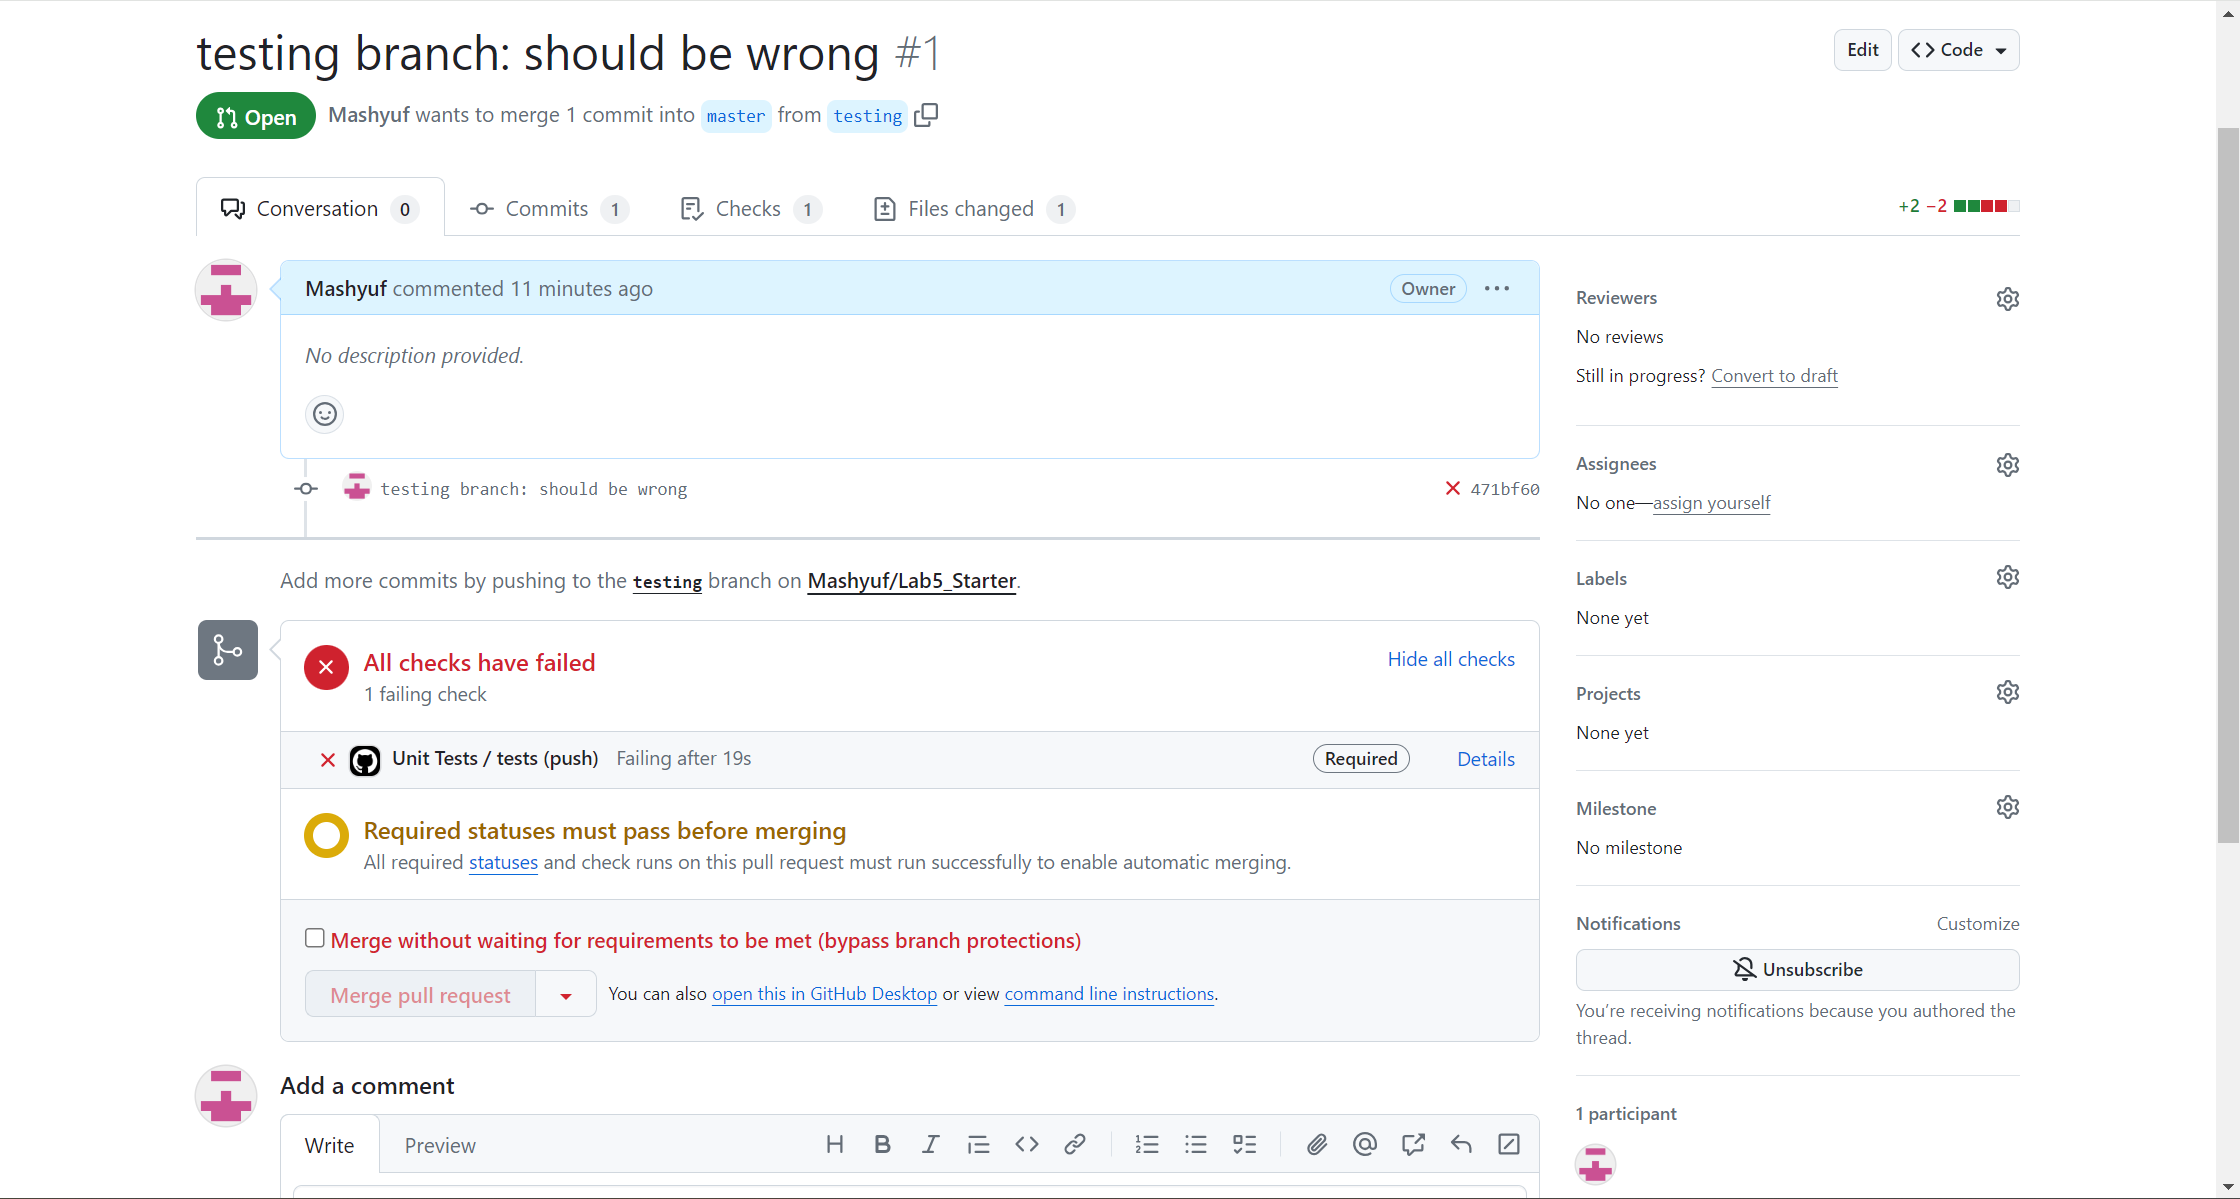 testing branch: should be wrong #1
Edit
Code
Open
Mashyuf wants to merge 1 commit into master from testing
Conversation 0
Commits 1
Checks 1
Files changed 1
+2 −2
Mashyuf commented 11 minutes ago
Owner
No description provided.
testing branch: should be wrong
471bf60
Add more commits by pushing to the testing branch on Mashyuf/Lab5_Starter.
All checks have failed
1 failing check
Hide all checks
Unit Tests / tests (push) Failing after 19s
Required
Details
Required statuses must pass before merging
All required statuses and check runs on this pull request must run successfully to enable automatic merging.
Merge without waiting for requirements to be met (bypass branch protections)
Merge pull request
You can also open this in GitHub Desktop or view command line instructions.
Add a comment
Write
Preview
Reviewers
No reviews
Still in progress? Convert to draft
Assignees
No one—assign yourself
Labels
None yet
Projects
None yet
Milestone
No milestone
Notifications
Customize
Unsubscribe
You're receiving notifications because you authored the
thread.
1 participant